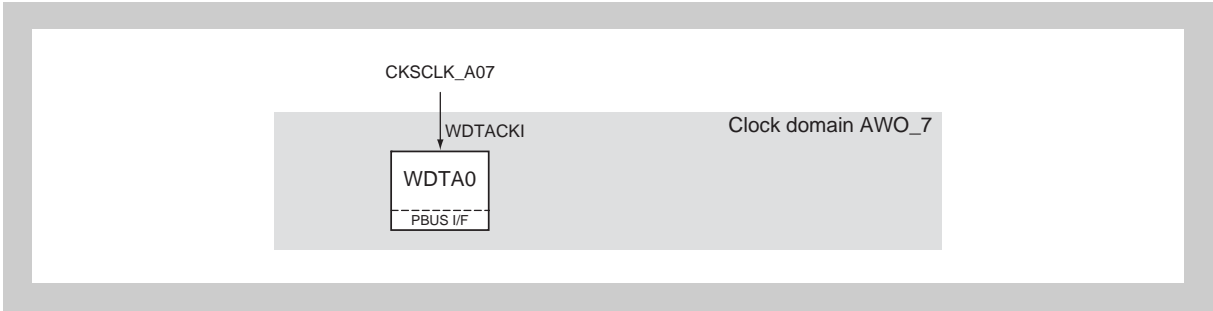 CKSCLK_A07
Clock domain AWO_7
WDTACKI
WDTA0
PBUS I/F